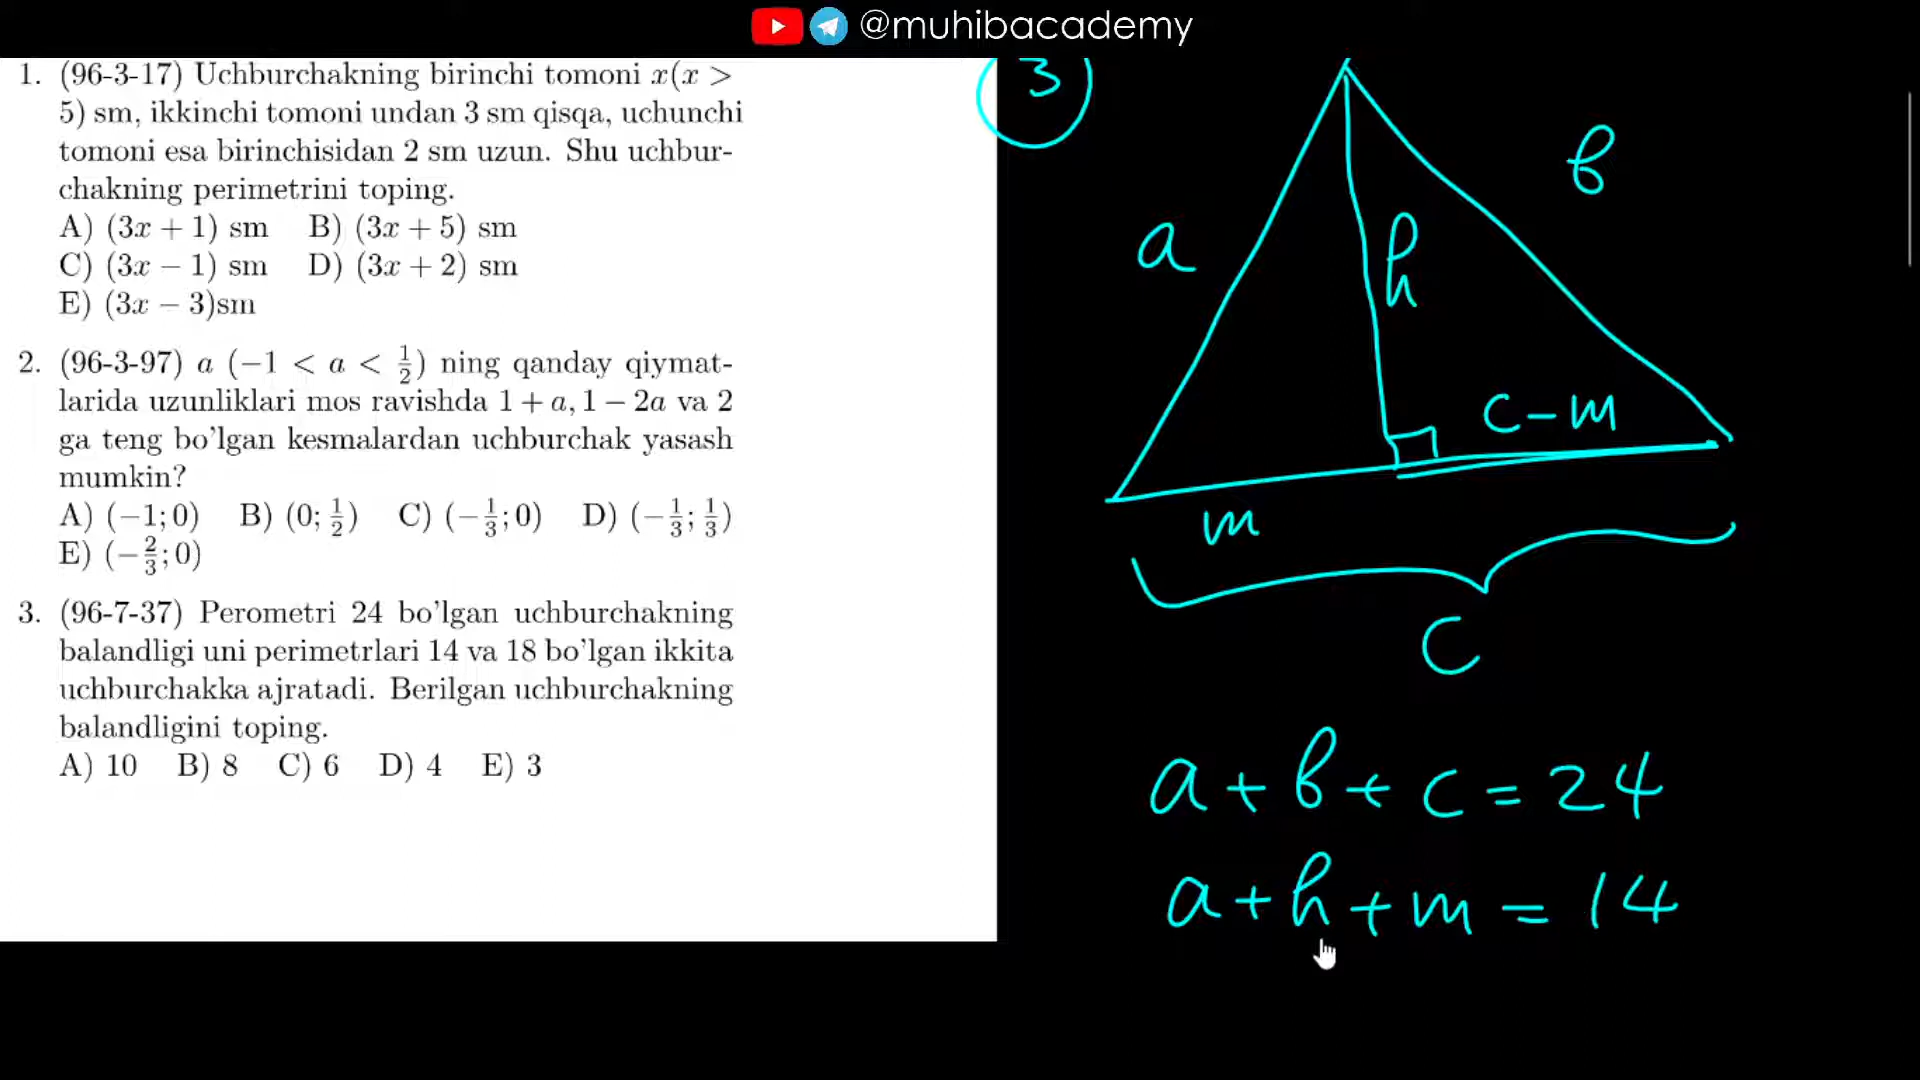 @muhibacademy
1. (96-3-17) Uchburchakning birinchi tomoni x(x >
5) sm, ikkinchi tomoni undan 3 sm qisqa, uchunchi
tomoni esa birinchisidan 2 sm uzun. Shu uchbur-
chakning perimetrini toping.
A) (3x + 1) sm B) (3x + 5) sm
C) (3x − 1) sm D) (3x + 2) sm
E) (3x − 3)sm
2. (96-3-97) a (−1 < a < 1/2) ning qanday qiymat-
larida uzunliklari mos ravishda 1 + a, 1 − 2a va 2
ga teng bo'lgan kesmalardan uchburchak yasash
mumkin?
A) (−1; 0) B) (0; 1/2) C) (−1/3; 0) D) (−1/3; 1/3)
E) (−2/3; 0)
3. (96-7-37) Perometri 24 bo'lgan uchburchakning
balandligi uni perimetrlari 14 va 18 bo'lgan ikkita
uchburchakka ajratadi. Berilgan uchburchakning
balandligini toping.
A) 10 B) 8 C) 6 D) 4 E) 3
3
a
h
в
c − m
m
c
a + в + c = 24
a + h + m = 14